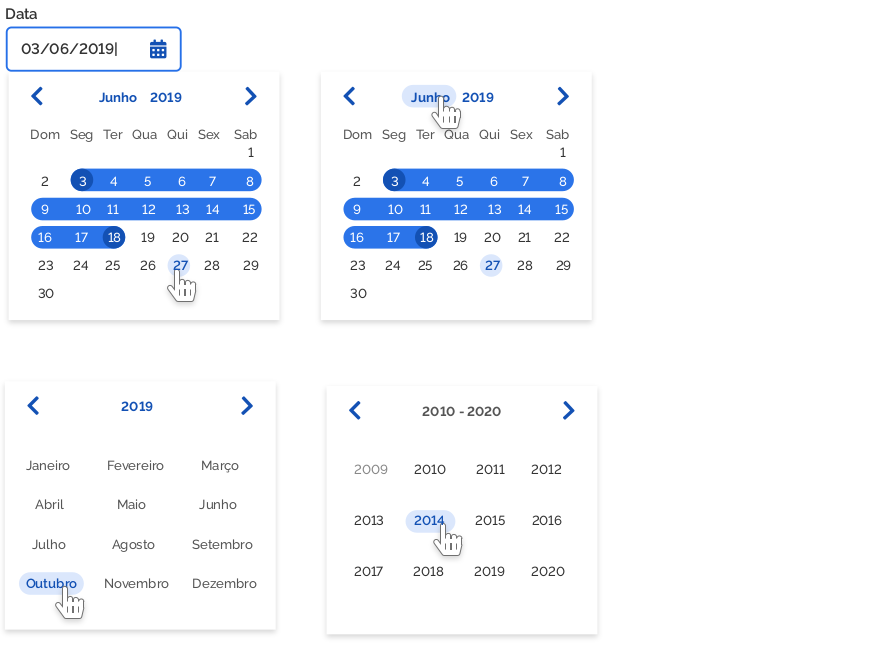 Data
03/06/2019
Junho 2019
Dom Seg Ter Qua Qui Sex Sab
1
2 3 4 5 6 7 8
9 10 11 12 13 14 15
16 17 18 19 20 21 22
23 24 25 26 27 28 29
30
Junho 2019
Dom Seg Ter Qua Qui Sex Sab
1
2 3 4 5 6 7 8
9 10 11 12 13 14 15
16 17 18 19 20 21 22
23 24 25 26 27 28 29
30
2019
Janeiro Fevereiro Março
Abril Maio Junho
Julho Agosto Setembro
Outubro Novembro Dezembro
2010 - 2020
2009 2010 2011 2012
2013 2014 2015 2016
2017 2018 2019 2020